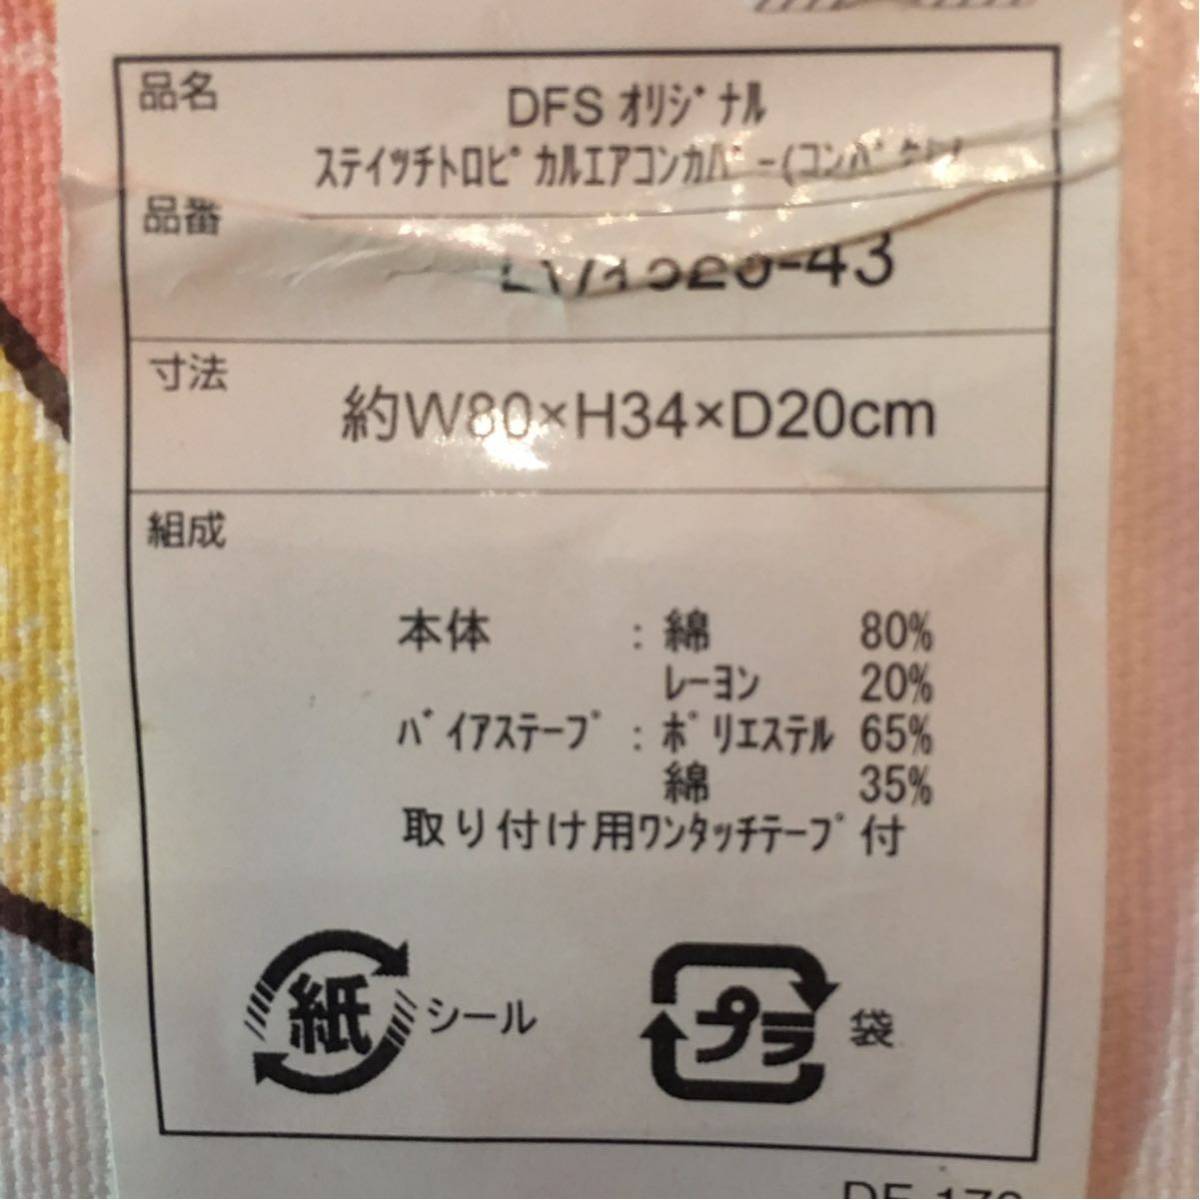 品名
DFS オリジナル
スティッチトロピカルエアコンカバー(コンパクト)
品番
寸法
約W80×H34×D20cm
組成
本体 : 綿 80%
レーヨン 20%
バイアステープ : ポリエステル 65%
綿 35%
取り付け用ワンタッチテープ付
紙 シール
プラ 袋